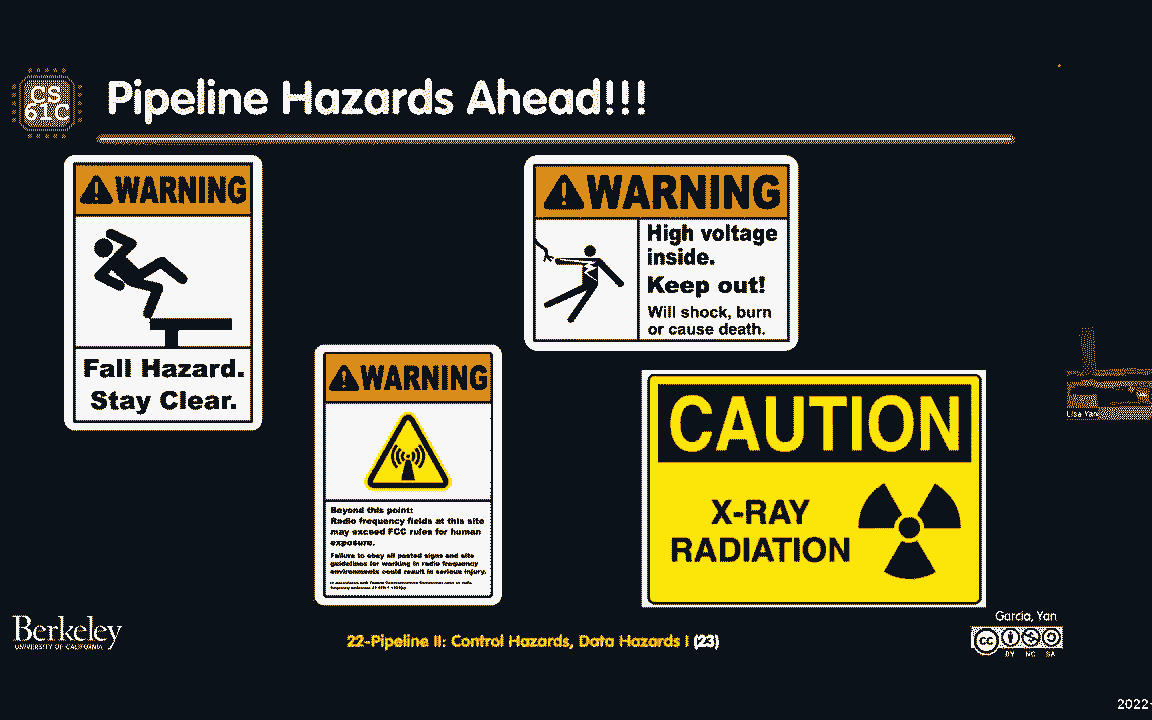 CS
61C
Pipeline Hazards Ahead!!!
WARNING
Fall Hazard.
Stay Clear.
WARNING
High voltage
inside.
Keep out!
Will shock, burn
or cause death.
WARNING
Beyond this point:
Radio frequency fields at this site
may exceed FCC rules for human
exposure.
Failure to obey all posted signs and site
guidelines for working in radio frequency
environments could result in serious injury.
CAUTION
X-RAY
RADIATION
Lisa Yan
Berkeley
UNIVERSITY OF CALIFORNIA
22-Pipeline II: Control Hazards, Data Hazards I (23)
Garcia, Yan
cc
BY NC SA
2022-